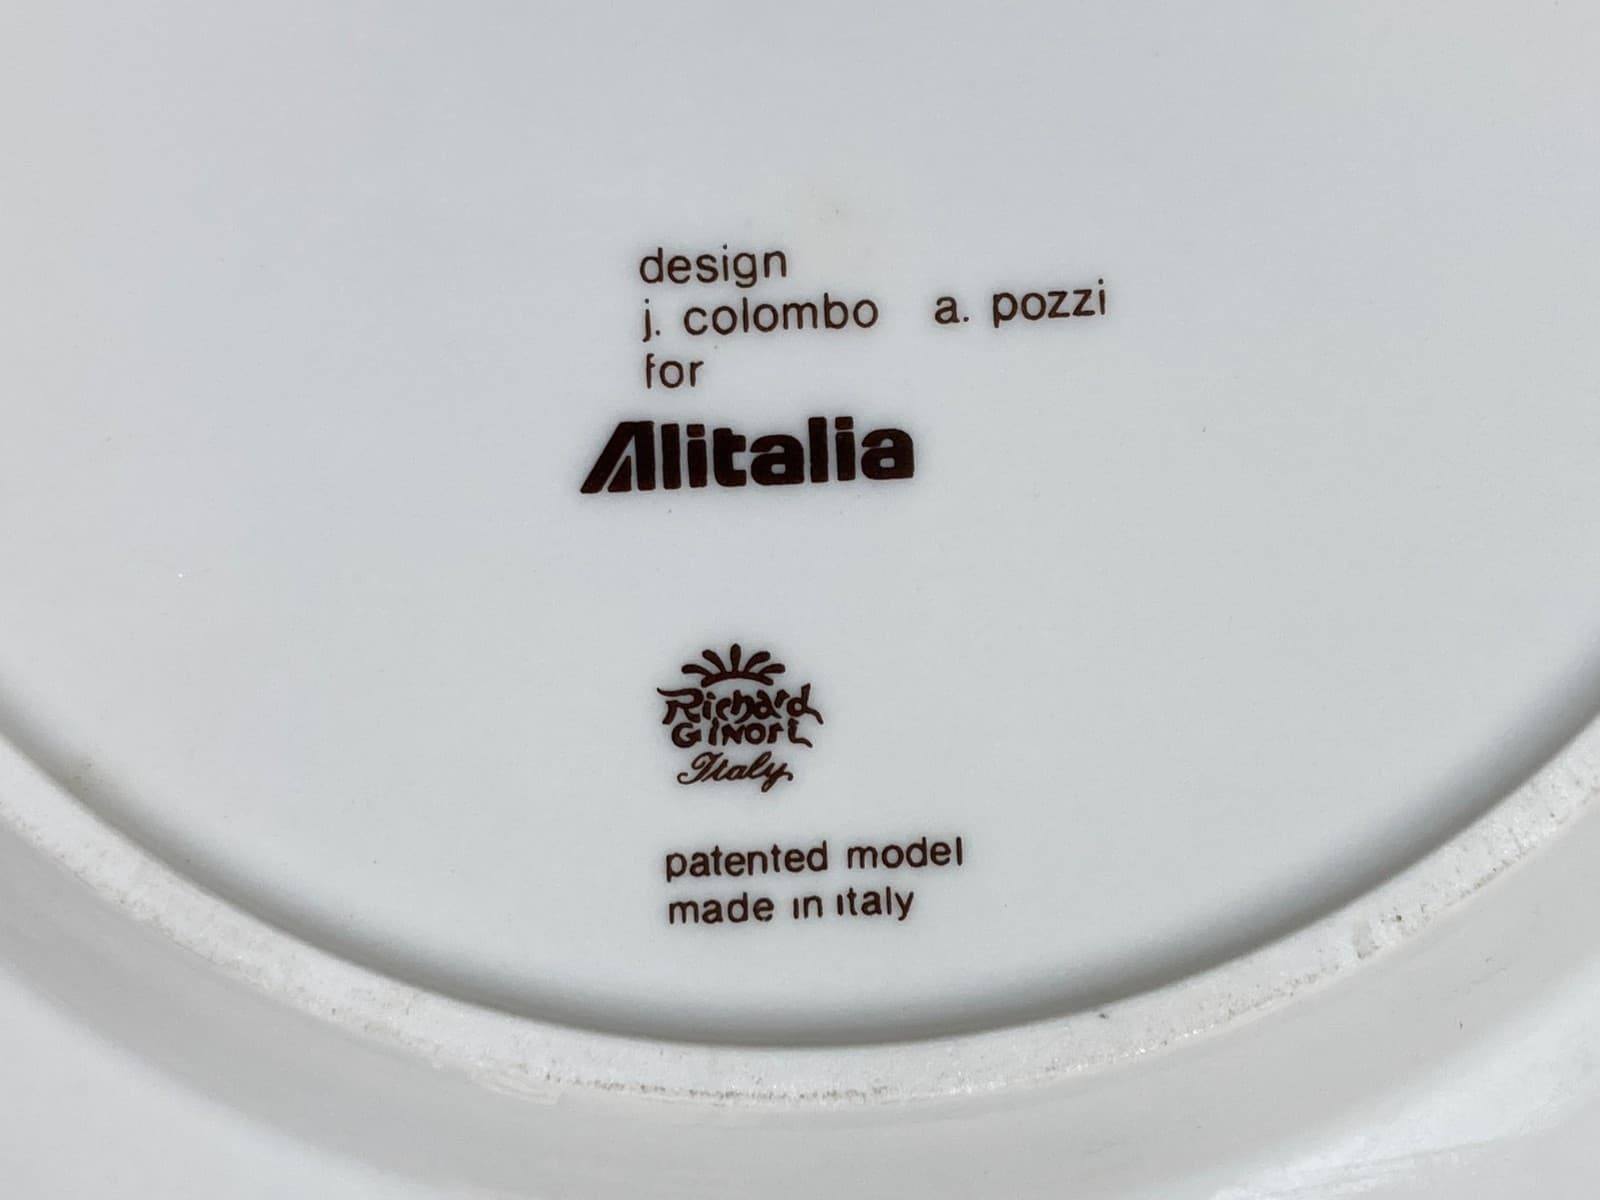 design
j. colombo a. pozzi
for
Alitalia
Richard
GINORI
Italy
patented model
made in italy